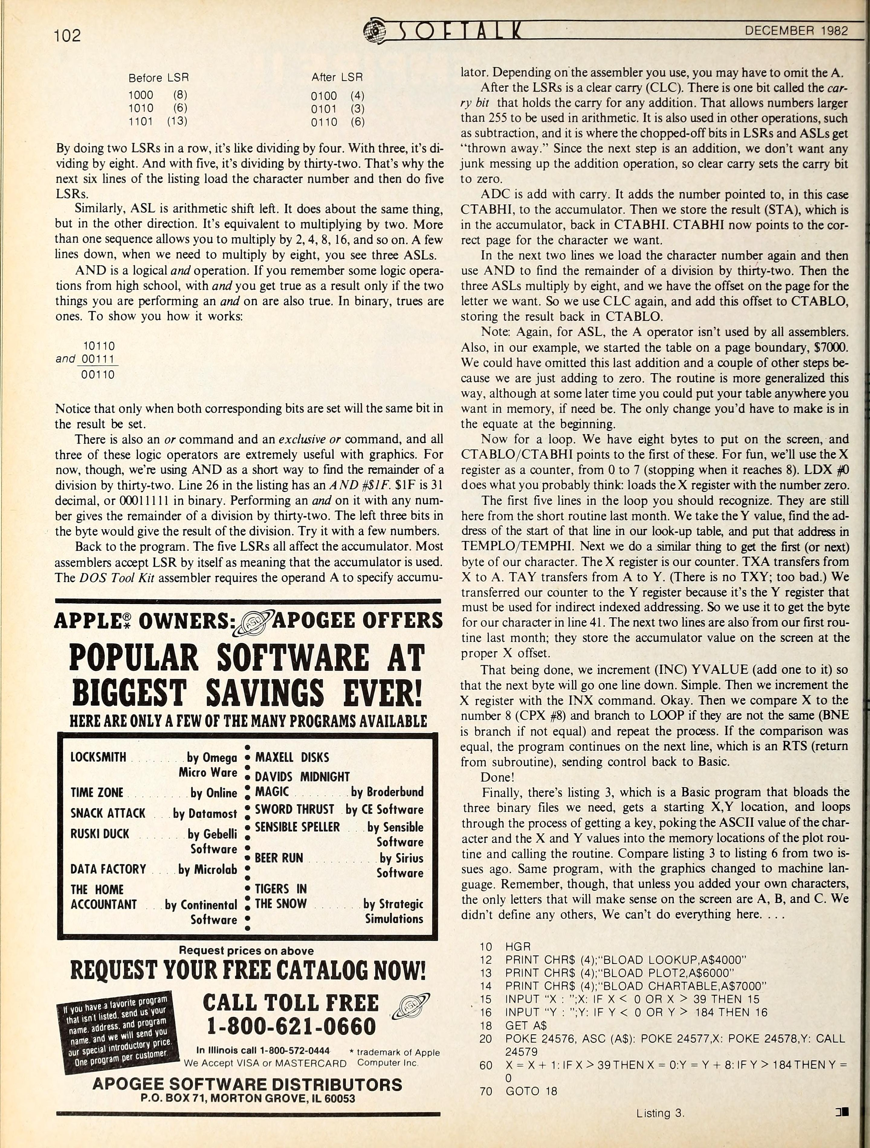 102
SOFTALK
DECEMBER 1982
Before LSR After LSR
1000 (8) 0100 (4)
1010 (6) 0101 (3)
1101 (13) 0110 (6)
By doing two LSRs in a row, it's like dividing by four. With three, it's di-
viding by eight. And with five, it's dividing by thirty-two. That's why the
next six lines of the listing load the character number and then do five
LSRs.
Similarly, ASL is arithmetic shift left. It does about the same thing,
but in the other direction. It's equivalent to multiplying by two. More
than one sequence allows you to multiply by 2, 4, 8, 16, and so on. A few
lines down, when we need to multiply by eight, you see three ASLs.
AND is a logical and operation. If you remember some logic opera-
tions from high school, with and you get true as a result only if the two
things you are performing an and on are also true. In binary, trues are
ones. To show you how it works:
10110
and 00111
00110
Notice that only when both corresponding bits are set will the same bit in
the result be set.
There is also an or command and an exclusive or command, and all
three of these logic operators are extremely useful with graphics. For
now, though, we're using AND as a short way to find the remainder of a
division by thirty-two. Line 26 in the listing has an AND #$1F. $1F is 31
decimal, or 00011111 in binary. Performing an and on it with any num-
ber gives the remainder of a division by thirty-two. The left three bits in
the byte would give the result of the division. Try it with a few numbers.
Back to the program. The five LSRs all affect the accumulator. Most
assemblers accept LSR by itself as meaning that the accumulator is used.
The DOS Tool Kit assembler requires the operand A to specify accumu-
lator. Depending on the assembler you use, you may have to omit the A.
After the LSRs is a clear carry (CLC). There is one bit called the car-
ry bit that holds the carry for any addition. That allows numbers larger
than 255 to be used in arithmetic. It is also used in other operations, such
as subtraction, and it is where the chopped-off bits in LSRs and ASLs get
"thrown away." Since the next step is an addition, we don't want any
junk messing up the addition operation, so clear carry sets the carry bit
to zero.
ADC is add with carry. It adds the number pointed to, in this case
CTABHI, to the accumulator. Then we store the result (STA), which is
in the accumulator, back in CTABHI. CTABHI now points to the cor-
rect page for the character we want.
In the next two lines we load the character number again and then
use AND to find the remainder of a division by thirty-two. Then the
three ASLs multiply by eight, and we have the offset on the page for the
letter we want. So we use CLC again, and add this offset to CTABLO,
storing the result back in CTABLO.
Note: Again, for ASL, the A operator isn't used by all assemblers.
Also, in our example, we started the table on a page boundary, $7000.
We could have omitted this last addition and a couple of other steps be-
cause we are just adding to zero. The routine is more generalized this
way, although at some later time you could put your table anywhere you
want in memory, if need be. The only change you'd have to make is in
the equate at the beginning.
Now for a loop. We have eight bytes to put on the screen, and
CTABLO/CTABHI points to the first of these. For fun, we'll use the X
register as a counter, from 0 to 7 (stopping when it reaches 8). LDX #0
does what you probably think: loads the X register with the number zero.
The first five lines in the loop you should recognize. They are still
here from the short routine last month. We take the Y value, find the ad-
dress of the start of that line in our look-up table, and put that address in
TEMPLO/TEMPHI. Next we do a similar thing to get the first (or next)
byte of our character. The X register is our counter. TXA transfers from
X to A. TAY transfers from A to Y. (There is no TXY; too bad.) We
transferred our counter to the Y register because it's the Y register that
must be used for indirect indexed addressing. So we use it to get the byte
for our character in line 41. The next two lines are also from our first rou-
tine last month; they store the accumulator value on the screen at the
proper X offset.
That being done, we increment (INC) YVALUE (add one to it) so
that the next byte will go one line down. Simple. Then we increment the
X register with the INX command. Okay. Then we compare X to the
number 8 (CPX #8) and branch to LOOP if they are not the same (BNE
is branch if not equal) and repeat the process. If the comparison was
equal, the program continues on the next line, which is an RTS (return
from subroutine), sending control back to Basic.
Done!
Finally, there's listing 3, which is a Basic program that bloads the
three binary files we need, gets a starting X,Y location, and loops
through the process of getting a key, poking the ASCII value of the char-
acter and the X and Y values into the memory locations of the plot rou-
tine and calling the routine. Compare listing 3 to listing 6 from two is-
sues ago. Same program, with the graphics changed to machine lan-
guage. Remember, though, that unless you added your own characters,
the only letters that will make sense on the screen are A, B, and C. We
didn't define any others, We can't do everything here. . . .
10 HGR
12 PRINT CHR$ (4);"BLOAD LOOKUP,A$4000"
13 PRINT CHR$ (4);"BLOAD PLOT2,A$6000"
14 PRINT CHR$ (4);"BLOAD CHARTABLE,A$7000"
15 INPUT "X : ";X: IF X < 0 OR X > 39 THEN 15
16 INPUT "Y : ";Y: IF Y < 0 OR Y > 184 THEN 16
18 GET A$
20 POKE 24576, ASC (A$): POKE 24577,X: POKE 24578,Y: CALL
24579
60 X = X + 1: IF X > 39 THEN X = 0:Y = Y + 8: IF Y > 184 THEN Y =
0
70 GOTO 18
Listing 3.
APPLE®* OWNERS: APOGEE OFFERS
POPULAR SOFTWARE AT
BIGGEST SAVINGS EVER!
HERE ARE ONLY A FEW OF THE MANY PROGRAMS AVAILABLE
LOCKSMITH ........ by Omega
Micro Ware
TIME ZONE ........ by Online
SNACK ATTACK by Datamost
RUSKI DUCK ..... by Gebelli
Software
DATA FACTORY .... by Microlab
THE HOME
ACCOUNTANT ... by Continental
Software
MAXELL DISKS
DAVIDS MIDNIGHT
MAGIC ........ by Broderbund
SWORD THRUST by CE Software
SENSIBLE SPELLER ... by Sensible
Software
BEER RUN ........ by Sirius
Software
TIGERS IN
THE SNOW ...... by Strategic
Simulations
Request prices on above
REQUEST YOUR FREE CATALOG NOW!
If you have a favorite program
that isn't listed, send us your
name, address, and program
name, and we will send you
our special introductory price.
One program per customer.
CALL TOLL FREE
1-800-621-0660
In Illinois call 1-800-572-0444
We Accept VISA or MASTERCARD
* trademark of Apple
Computer Inc.
APOGEE SOFTWARE DISTRIBUTORS
P.O. BOX 71, MORTON GROVE, IL 60053